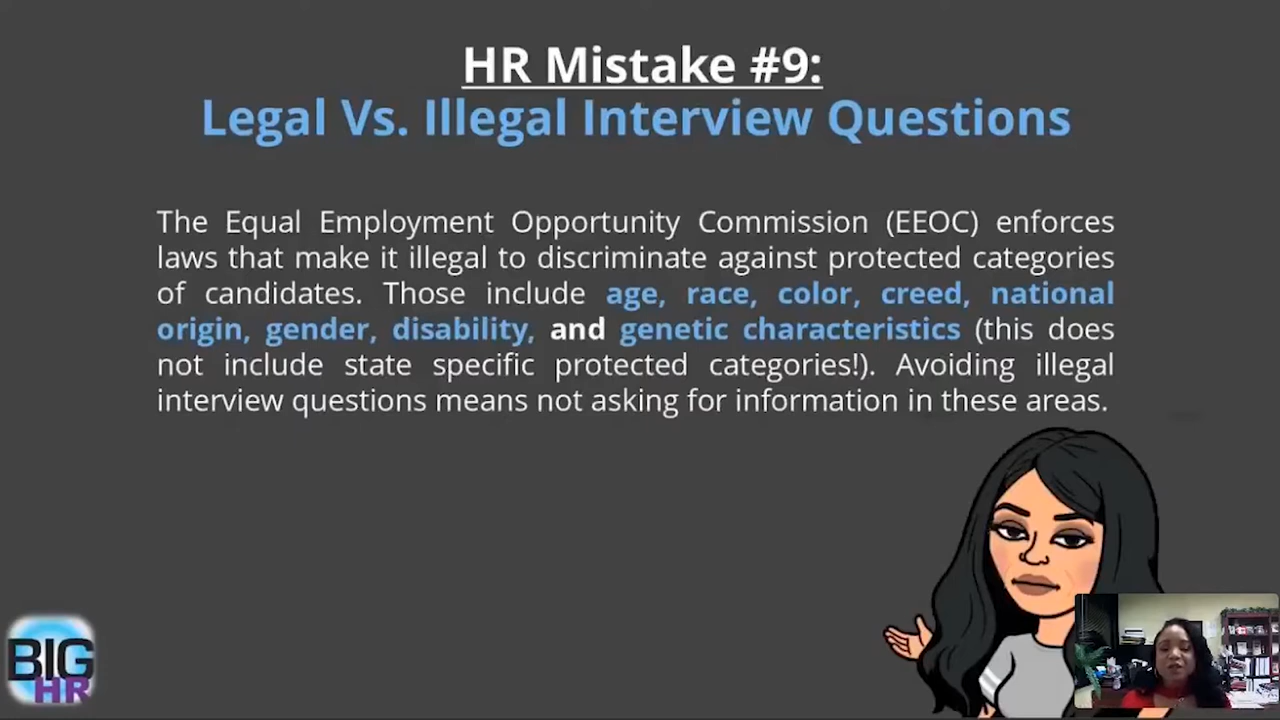 HR Mistake #9:
Legal Vs. Illegal Interview Questions
The Equal Employment Opportunity Commission (EEOC) enforces
laws that make it illegal to discriminate against protected categories
of candidates. Those include age, race, color, creed, national
origin, gender, disability, and genetic characteristics (this does
not include state specific protected categories!). Avoiding illegal
interview questions means not asking for information in these areas.
BIG
HR